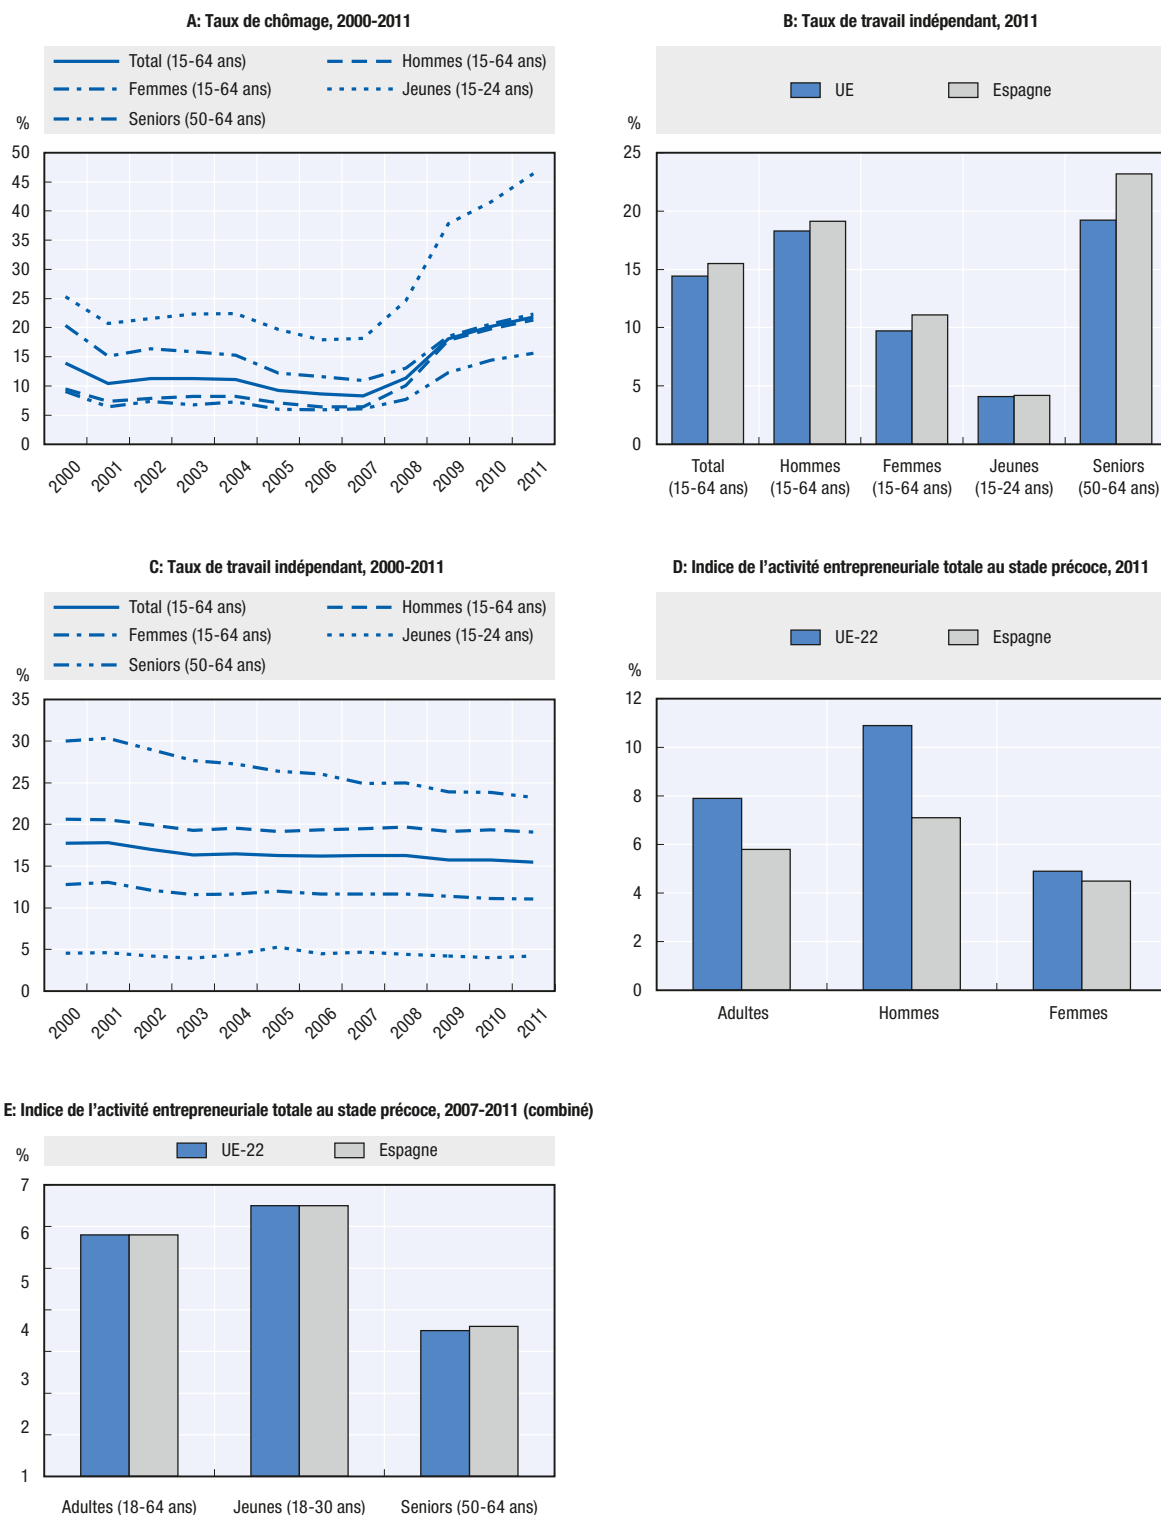 A: Taux de chômage, 2000-2011
Total (15-64 ans)
Hommes (15-64 ans)
Femmes (15-64 ans)
Jeunes (15-24 ans)
Seniors (50-64 ans)
%
50
45
40
35
30
25
20
15
10
5
0
2000 2001 2002 2003 2004 2005 2006 2007 2008 2009 2010 2011
B: Taux de travail indépendant, 2011
UE
Espagne
%
25
20
15
10
5
0
Total Hommes Femmes Jeunes Seniors
(15-64 ans) (15-64 ans) (15-64 ans) (15-24 ans) (50-64 ans)
C: Taux de travail indépendant, 2000-2011
Total (15-64 ans)
Hommes (15-64 ans)
Femmes (15-64 ans)
Jeunes (15-24 ans)
Seniors (50-64 ans)
%
35
30
25
20
15
10
5
0
2000 2001 2002 2003 2004 2005 2006 2007 2008 2009 2010 2011
D: Indice de l'activité entrepreneuriale totale au stade précoce, 2011
UE-22
Espagne
%
12
10
8
6
4
2
0
Adultes Hommes Femmes
E: Indice de l'activité entrepreneuriale totale au stade précoce, 2007-2011 (combiné)
UE-22
Espagne
%
7
6
5
4
3
2
1
Adultes (18-64 ans) Jeunes (18-30 ans) Seniors (50-64 ans)